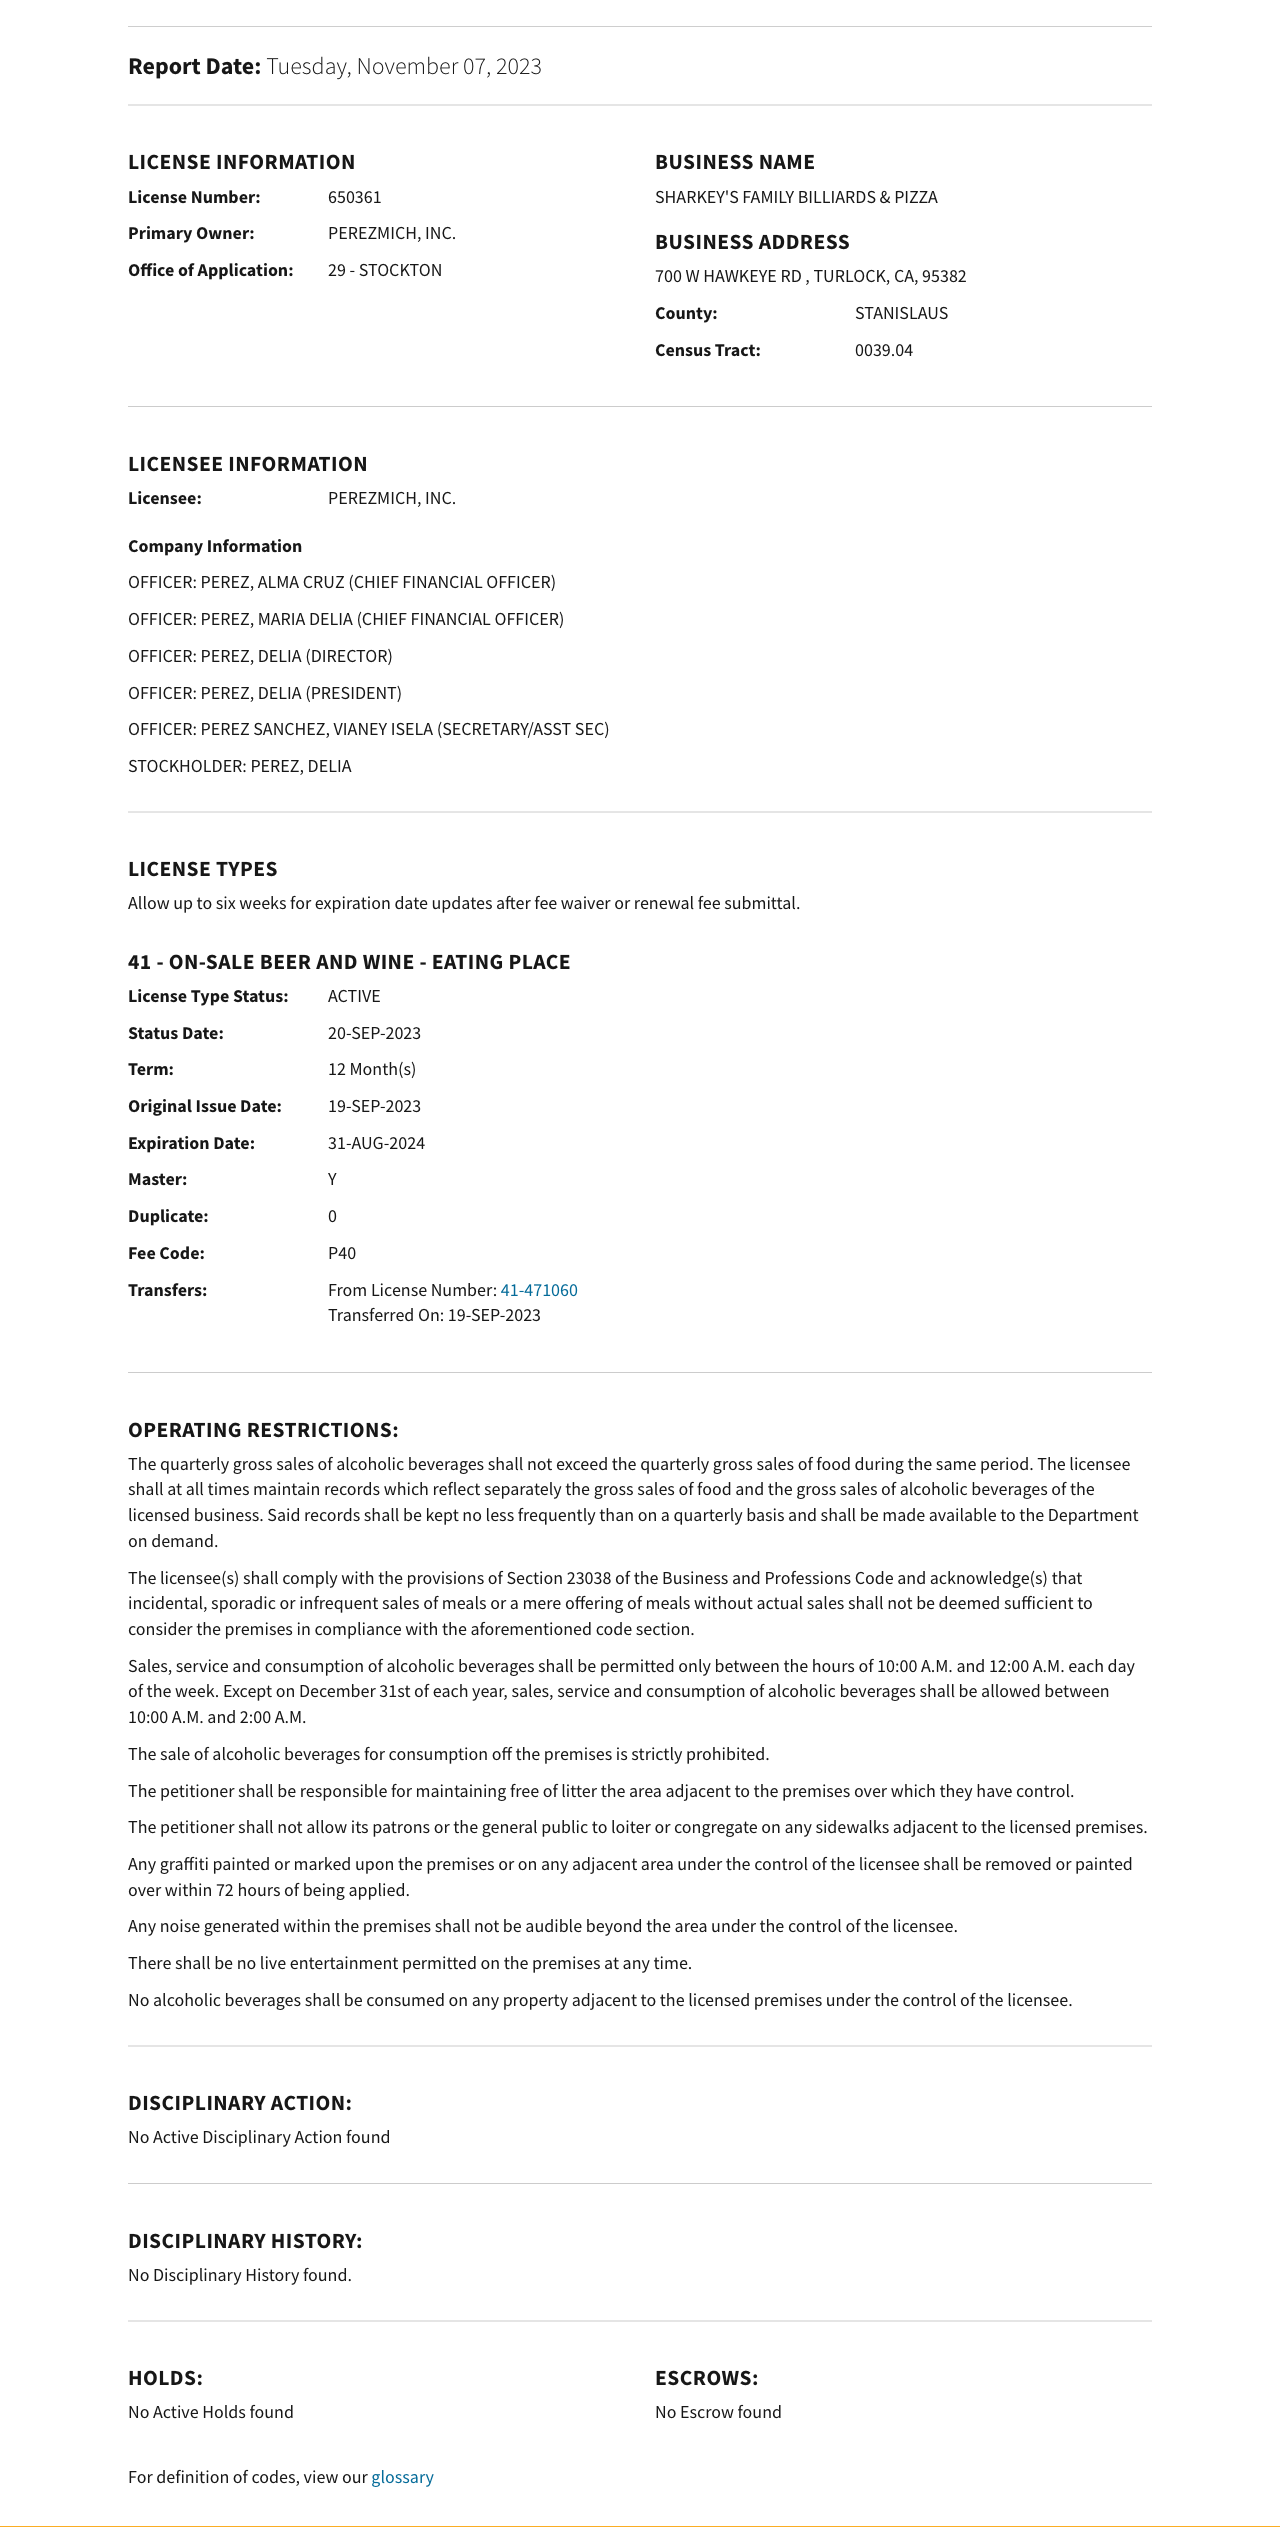 Report Date: Tuesday, November 07, 2023
LICENSE INFORMATION
License Number: 650361
Primary Owner: PEREZMICH, INC.
Office of Application: 29 - STOCKTON
BUSINESS NAME
SHARKEY'S FAMILY BILLIARDS & PIZZA
BUSINESS ADDRESS
700 W HAWKEYE RD , TURLOCK, CA, 95382
County: STANISLAUS
Census Tract: 0039.04
LICENSEE INFORMATION
Licensee: PEREZMICH, INC.
Company Information
OFFICER: PEREZ, ALMA CRUZ (CHIEF FINANCIAL OFFICER)
OFFICER: PEREZ, MARIA DELIA (CHIEF FINANCIAL OFFICER)
OFFICER: PEREZ, DELIA (DIRECTOR)
OFFICER: PEREZ, DELIA (PRESIDENT)
OFFICER: PEREZ SANCHEZ, VIANEY ISELA (SECRETARY/ASST SEC)
STOCKHOLDER: PEREZ, DELIA
LICENSE TYPES
Allow up to six weeks for expiration date updates after fee waiver or renewal fee submittal.
41 - ON-SALE BEER AND WINE - EATING PLACE
License Type Status: ACTIVE
Status Date: 20-SEP-2023
Term: 12 Month(s)
Original Issue Date: 19-SEP-2023
Expiration Date: 31-AUG-2024
Master: Y
Duplicate: 0
Fee Code: P40
Transfers: From License Number: 41-471060
Transferred On: 19-SEP-2023
OPERATING RESTRICTIONS:
The quarterly gross sales of alcoholic beverages shall not exceed the quarterly gross sales of food during the same period. The licensee
shall at all times maintain records which reflect separately the gross sales of food and the gross sales of alcoholic beverages of the
licensed business. Said records shall be kept no less frequently than on a quarterly basis and shall be made available to the Department
on demand.
The licensee(s) shall comply with the provisions of Section 23038 of the Business and Professions Code and acknowledge(s) that
incidental, sporadic or infrequent sales of meals or a mere offering of meals without actual sales shall not be deemed sufficient to
consider the premises in compliance with the aforementioned code section.
Sales, service and consumption of alcoholic beverages shall be permitted only between the hours of 10:00 A.M. and 12:00 A.M. each day
of the week. Except on December 31st of each year, sales, service and consumption of alcoholic beverages shall be allowed between
10:00 A.M. and 2:00 A.M.
The sale of alcoholic beverages for consumption off the premises is strictly prohibited.
The petitioner shall be responsible for maintaining free of litter the area adjacent to the premises over which they have control.
The petitioner shall not allow its patrons or the general public to loiter or congregate on any sidewalks adjacent to the licensed premises.
Any graffiti painted or marked upon the premises or on any adjacent area under the control of the licensee shall be removed or painted
over within 72 hours of being applied.
Any noise generated within the premises shall not be audible beyond the area under the control of the licensee.
There shall be no live entertainment permitted on the premises at any time.
No alcoholic beverages shall be consumed on any property adjacent to the licensed premises under the control of the licensee.
DISCIPLINARY ACTION:
No Active Disciplinary Action found
DISCIPLINARY HISTORY:
No Disciplinary History found.
HOLDS:
No Active Holds found
ESCROWS:
No Escrow found
For definition of codes, view our glossary